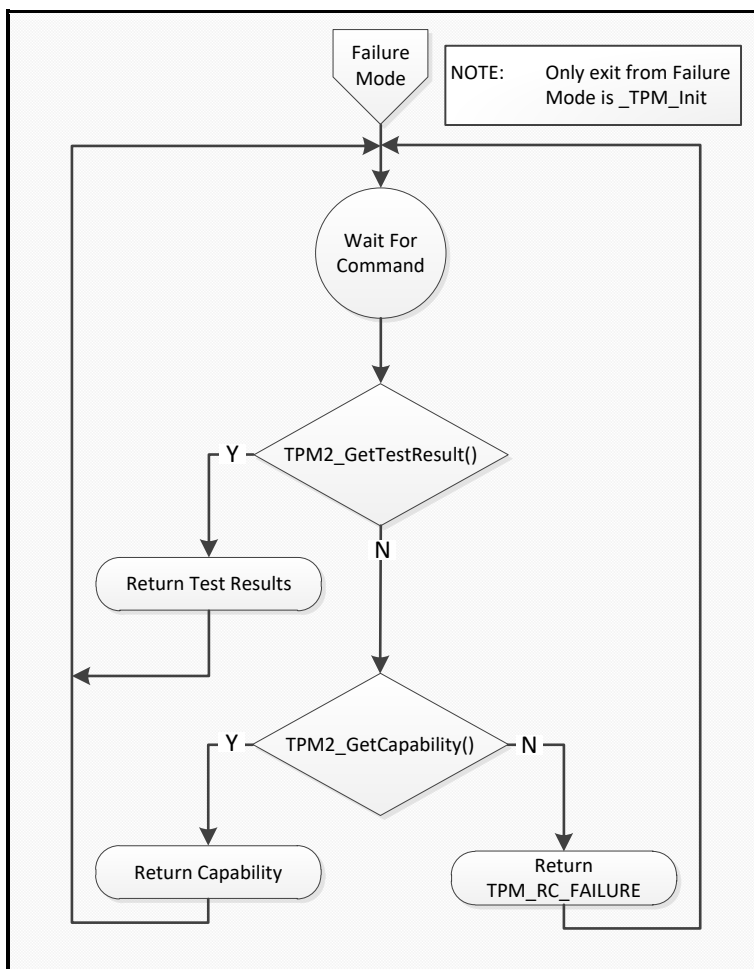 Failure
Mode
NOTE: Only exit from Failure
Mode is _TPM_Init
Wait For
Command
TPM2_GetTestResult()
Y
N
Return Test Results
TPM2_GetCapability()
Y
N
Return Capability
Return
TPM_RC_FAILURE